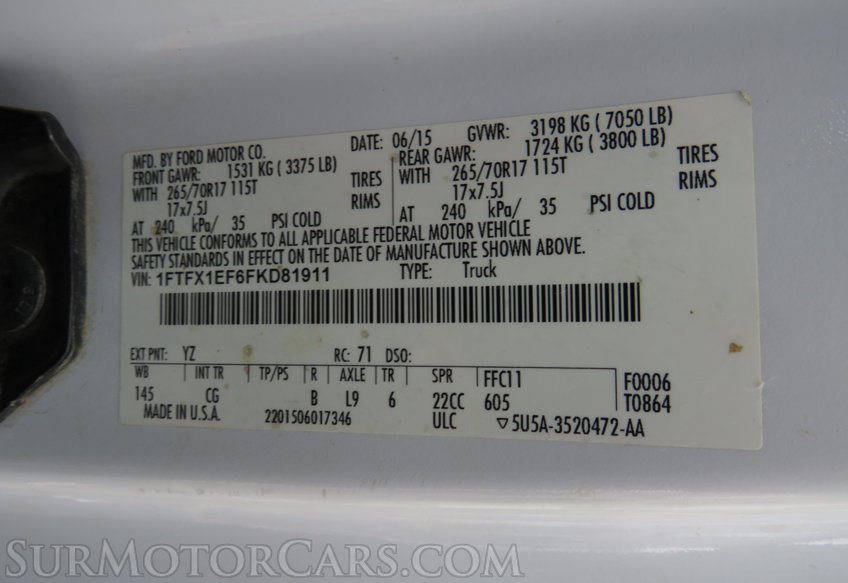 MFD. BY FORD MOTOR CO. DATE: 06/15 GVWR: 3198 KG ( 7050 LB)
FRONT GAWR: 1531 KG ( 3375 LB) REAR GAWR: 1724 KG ( 3800 LB)
WITH 265/70R17 115T TIRES WITH 265/70R17 115T TIRES
17x7.5J RIMS 17x7.5J RIMS
AT 240 kPa/ 35 PSI COLD AT 240 kPa/ 35 PSI COLD
THIS VEHICLE CONFORMS TO ALL APPLICABLE FEDERAL MOTOR VEHICLE
SAFETY STANDARDS IN EFFECT ON THE DATE OF MANUFACTURE SHOWN ABOVE.
VIN: 1FTFX1EF6FKD81911 TYPE: Truck
EXT PNT: YZ RC: 71 DSO:
WB INT TR TP/PS R AXLE TR SPR FFC11 F0006
145 CG B L9 6 22CC 605 T0864
MADE IN U.S.A. 2201506017346 ULC ▽5U5A-3520472-AA
SURMOTORCARS.COM SURMOTORCARS.COM